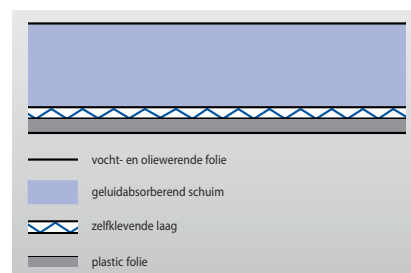 vocht- en oliewerende folie
geluidabsorberend schuim
zelfklevende laag
plastic folie